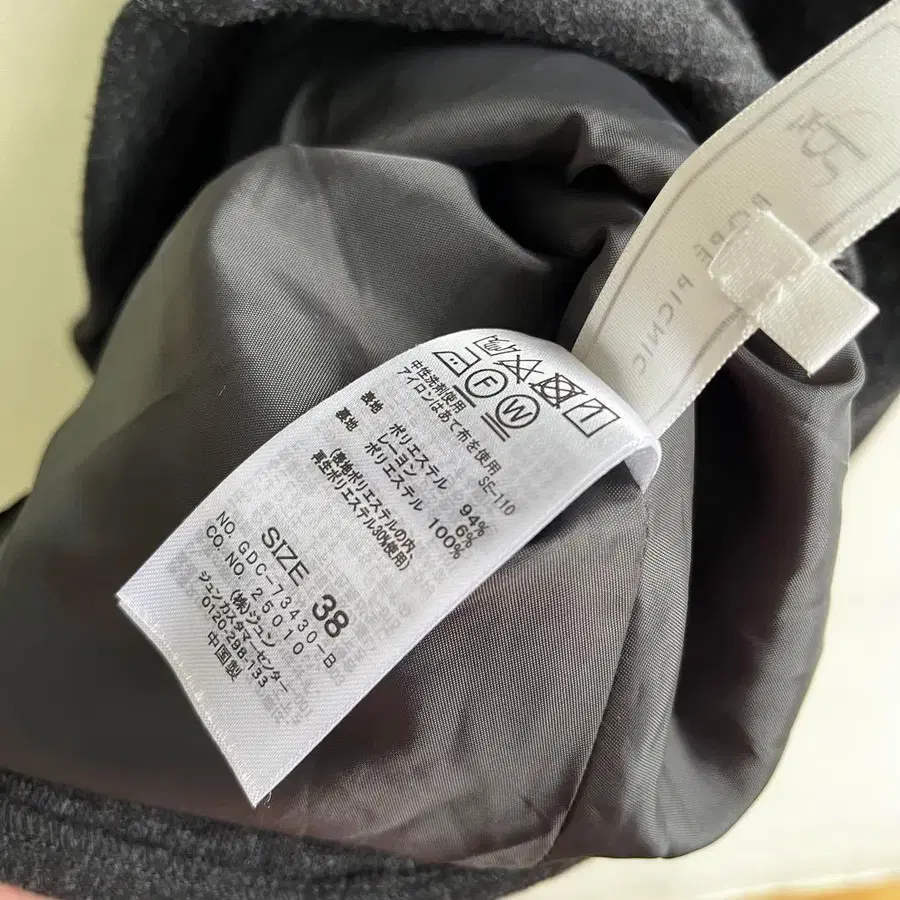 中性洗剤使用
アイロンはあて布を使用 SE-110
表地 ポリエステル 94%
レーヨン 6%
裏地 ポリエステル 100%
(表地ポリエステルの内、
再生ポリエステル30%使用)
SIZE 38
NO. GDC-73430-B
CO. NO. 25010
(株)ジュン
ジュンカスタマーセンター
0120-298-133
中国製
ROPÉ PICNIC